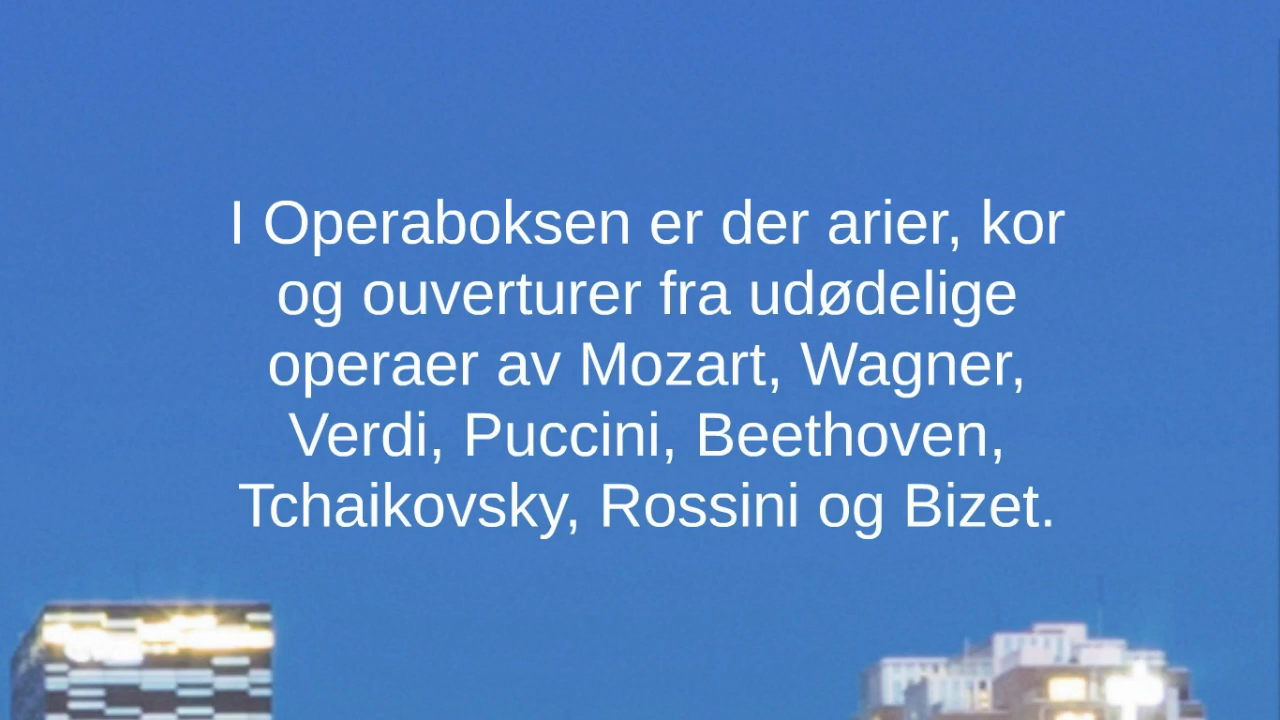 I Operaboksen er der arier, kor
og ouverturer fra udødelige
operaer av Mozart, Wagner,
Verdi, Puccini, Beethoven,
Tchaikovsky, Rossini og Bizet.